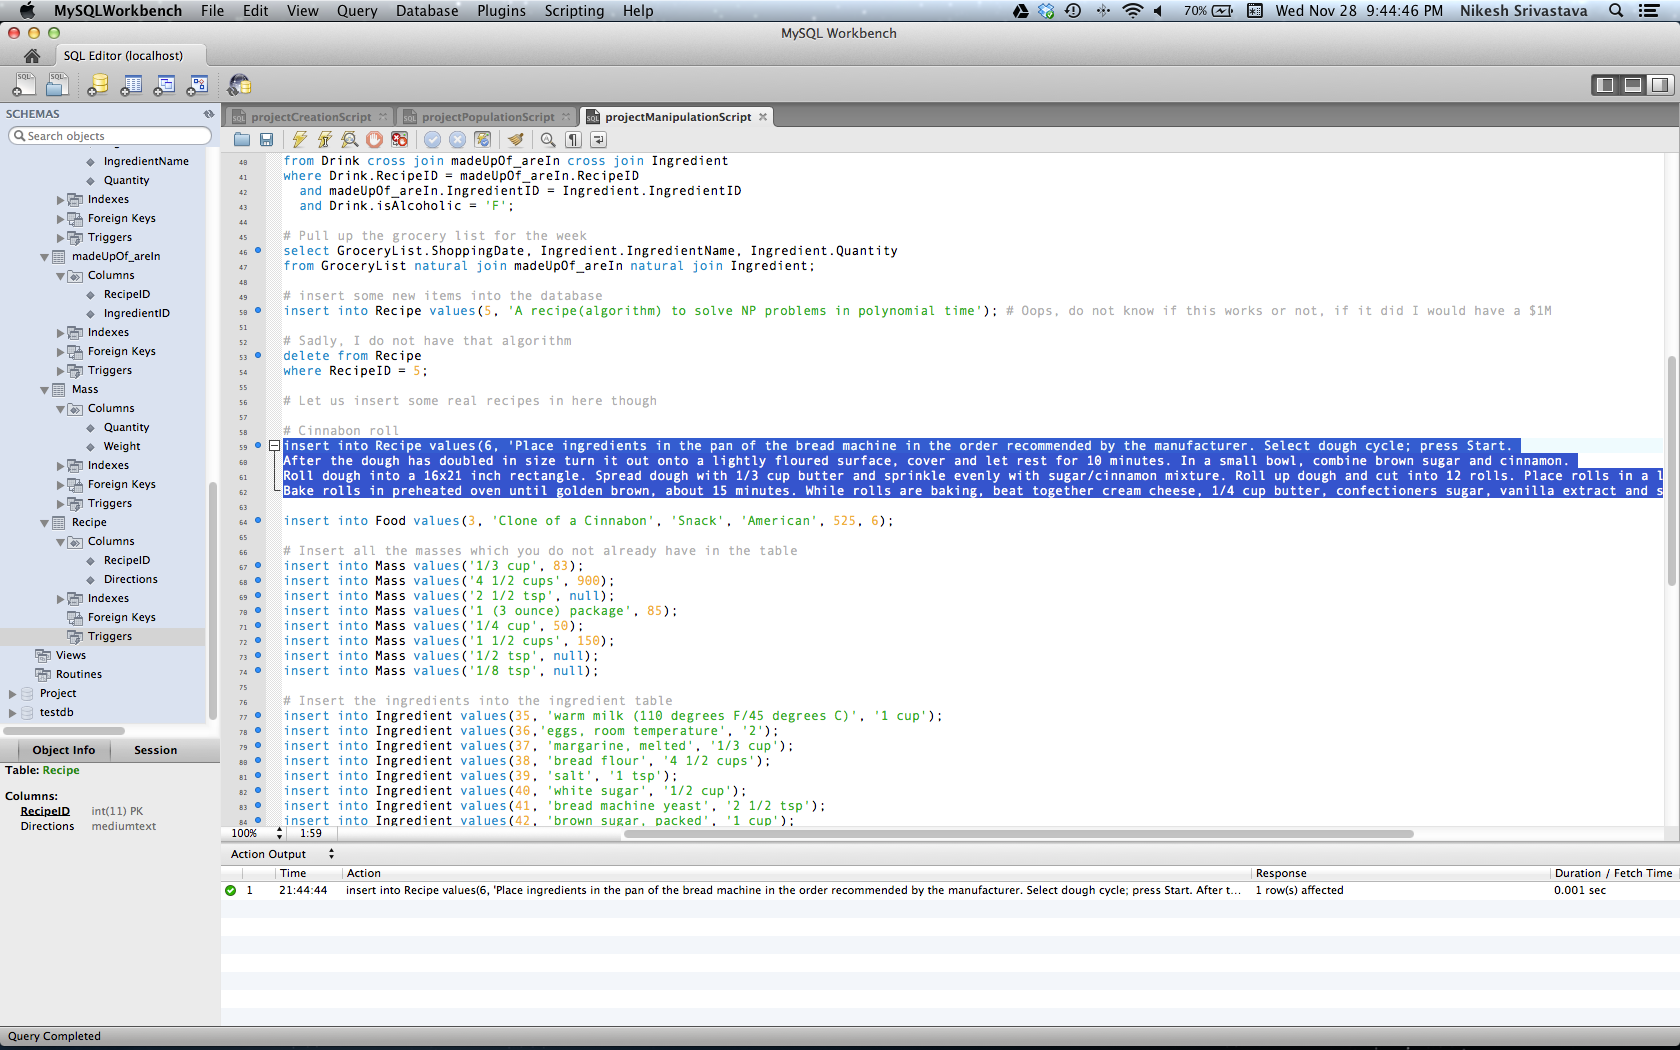 MySQLWorkbench File Edit View Query Database Plugins Scripting Help 70% Wed Nov 28 9:44:46 PM Nikesh Srivastava
MySQL Workbench
SQL Editor (localhost)
SCHEMAS
Search objects
IngredientName
Quantity
Indexes
Foreign Keys
Triggers
madeUpOf_areIn
Columns
RecipeID
IngredientID
Indexes
Foreign Keys
Triggers
Mass
Columns
Quantity
Weight
Indexes
Foreign Keys
Triggers
Recipe
Columns
RecipeID
Directions
Indexes
Foreign Keys
Triggers
Views
Routines
Project
testdb
Object Info Session
Table: Recipe
Columns:
RecipeID int(11) PK
Directions mediumtext
projectCreationScript projectPopulationScript projectManipulationScript
40 from Drink cross join madeUpOf_areIn cross join Ingredient
41 where Drink.RecipeID = madeUpOf_areIn.RecipeID
42 and madeUpOf_areIn.IngredientID = Ingredient.IngredientID
43 and Drink.isAlcoholic = 'F';
44
45 # Pull up the grocery list for the week
46 select GroceryList.ShoppingDate, Ingredient.IngredientName, Ingredient.Quantity
47 from GroceryList natural join madeUpOf_areIn natural join Ingredient;
48
49 # insert some new items into the database
50 insert into Recipe values(5, 'A recipe(algorithm) to solve NP problems in polynomial time'); # Oops, do not know if this works or not, if it did I would have a $1M
51
52 # Sadly, I do not have that algorithm
53 delete from Recipe
54 where RecipeID = 5;
55
56 # Let us insert some real recipes in here though
57
58 # Cinnabon roll
59 insert into Recipe values(6, 'Place ingredients in the pan of the bread machine in the order recommended by the manufacturer. Select dough cycle; press Start.
60 After the dough has doubled in size turn it out onto a lightly floured surface, cover and let rest for 10 minutes. In a small bowl, combine brown sugar and cinnamon.
61 Roll dough into a 16x21 inch rectangle. Spread dough with 1/3 cup butter and sprinkle evenly with sugar/cinnamon mixture. Roll up dough and cut into 12 rolls. Place rolls in a l
62 Bake rolls in preheated oven until golden brown, about 15 minutes. While rolls are baking, beat together cream cheese, 1/4 cup butter, confectioners sugar, vanilla extract and s
63
64 insert into Food values(3, 'Clone of a Cinnabon', 'Snack', 'American', 525, 6);
65
66 # Insert all the masses which you do not already have in the table
67 insert into Mass values('1/3 cup', 83);
68 insert into Mass values('4 1/2 cups', 900);
69 insert into Mass values('2 1/2 tsp', null);
70 insert into Mass values('1 (3 ounce) package', 85);
71 insert into Mass values('1/4 cup', 50);
72 insert into Mass values('1 1/2 cups', 150);
73 insert into Mass values('1/2 tsp', null);
74 insert into Mass values('1/8 tsp', null);
75
76 # Insert the ingredients into the ingredient table
77 insert into Ingredient values(35, 'warm milk (110 degrees F/45 degrees C)', '1 cup');
78 insert into Ingredient values(36,'eggs, room temperature', '2');
79 insert into Ingredient values(37, 'margarine, melted', '1/3 cup');
80 insert into Ingredient values(38, 'bread flour', '4 1/2 cups');
81 insert into Ingredient values(39, 'salt', '1 tsp');
82 insert into Ingredient values(40, 'white sugar', '1/2 cup');
83 insert into Ingredient values(41, 'bread machine yeast', '2 1/2 tsp');
84 insert into Ingredient values(42, 'brown sugar, packed', '1 cup');
100% 1:59
Action Output
Time Action Response Duration / Fetch Time
1 21:44:44 insert into Recipe values(6, 'Place ingredients in the pan of the bread machine in the order recommended by the manufacturer. Select dough cycle; press Start. After t... 1 row(s) affected 0.001 sec
Query Completed